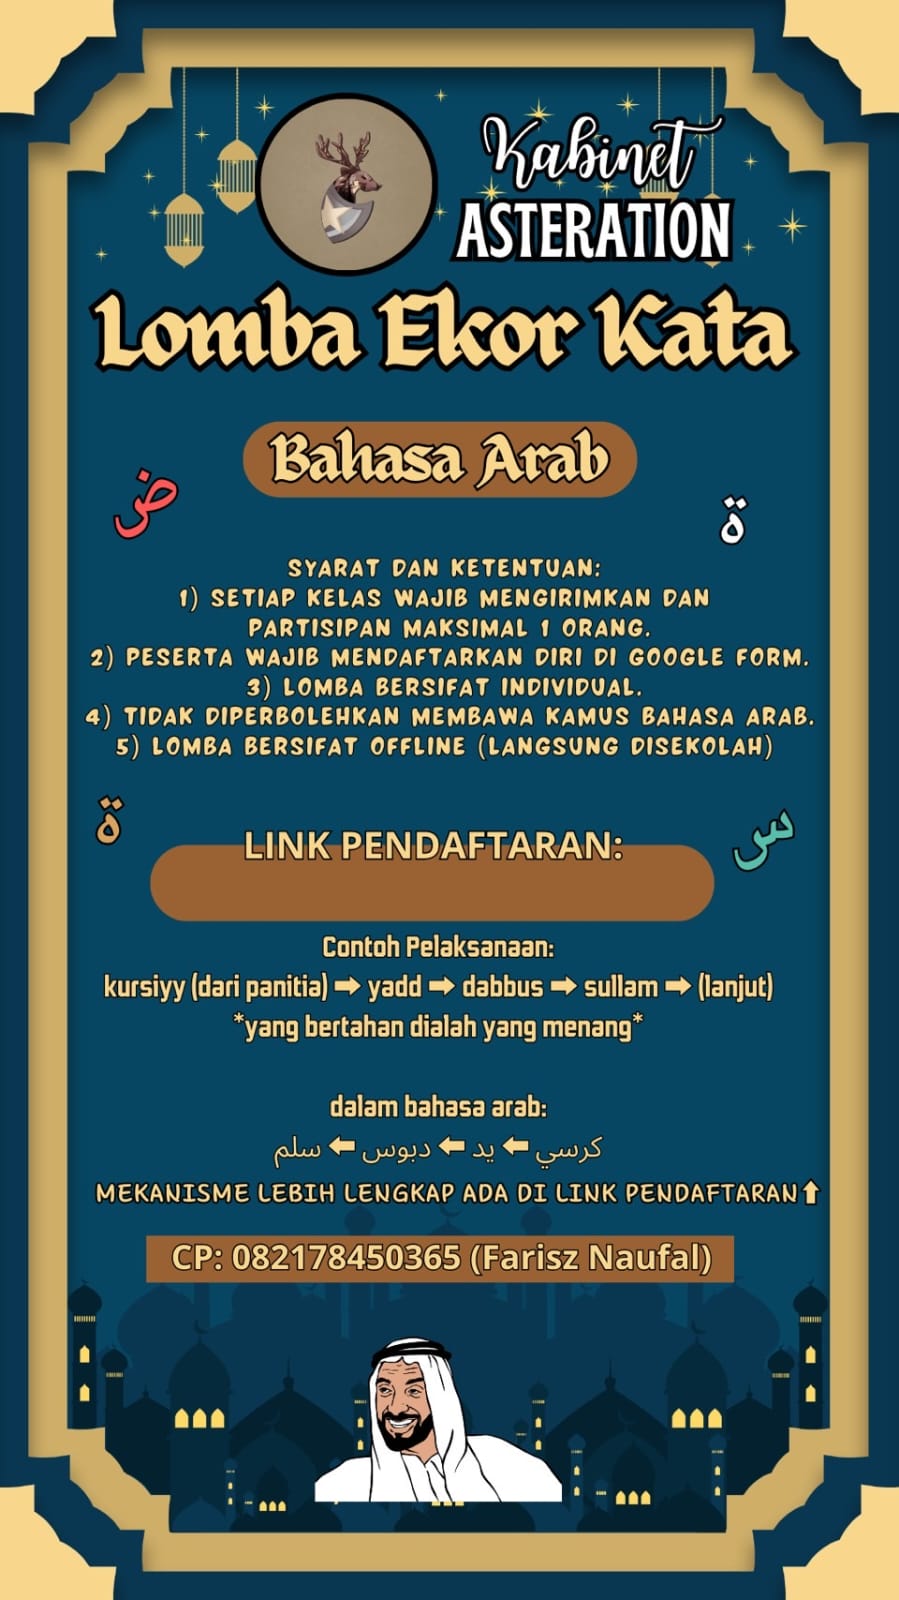 Kabinet
ASTERATION
Lomba Ekor Kata
Bahasa Arab
ض
ة
SYARAT DAN KETENTUAN:
1) SETIAP KELAS WAJIB MENGIRIMKAN DAN
PARTISIPAN MAKSIMAL 1 ORANG.
2) PESERTA WAJIB MENDAFTARKAN DIRI DI GOOGLE FORM.
3) LOMBA BERSIFAT INDIVIDUAL.
4) TIDAK DIPERBOLEHKAN MEMBAWA KAMUS BAHASA ARAB.
5) LOMBA BERSIFAT OFFLINE (LANGSUNG DISEKOLAH)
ة
س
LINK PENDAFTARAN:
Contoh Pelaksanaan:
kursiyy (dari panitia) ➡ yadd ➡ dabbus ➡ sullam ➡ (lanjut)
*yang bertahan dialah yang menang*
dalam bahasa arab:
كرسي ⬅ يد ⬅ دبوس ⬅ سلم
MEKANISME LEBIH LENGKAP ADA DI LINK PENDAFTARAN⬆
CP: 082178450365 (Farisz Naufal)